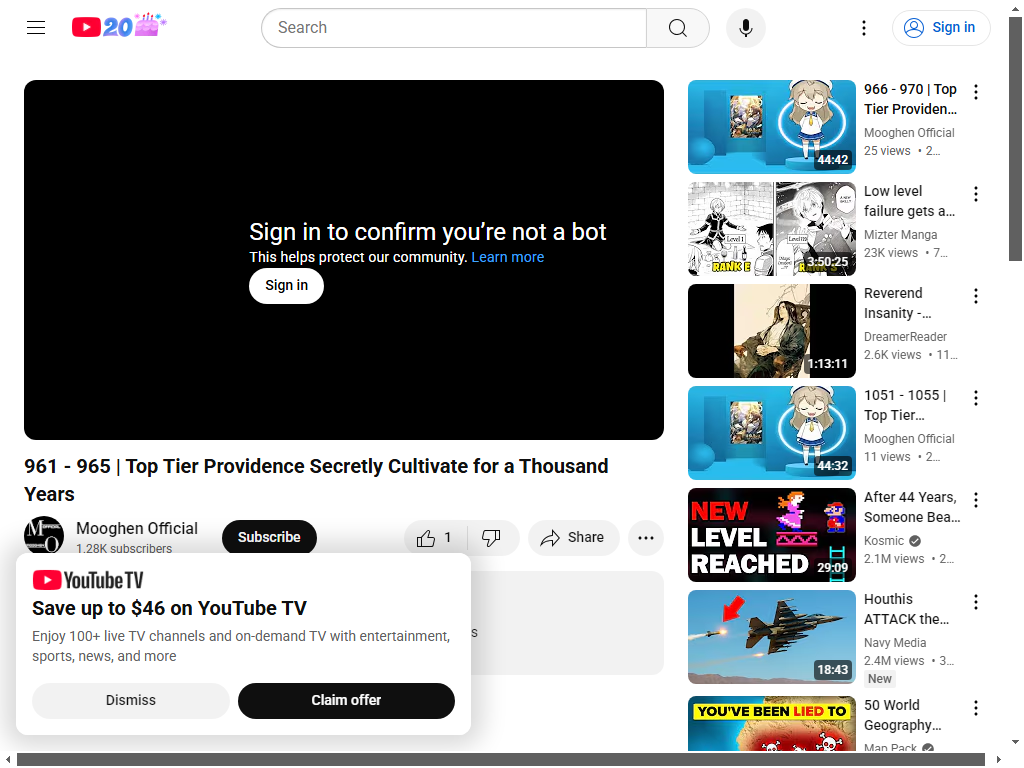 20
Search
Sign in
Sign in to confirm you’re not a bot
This helps protect our community. Learn more
Sign in
961 - 965 | Top Tier Providence Secretly Cultivate for a Thousand
Years
Mooghen Official
1.28K subscribers
Subscribe
1
Share
YouTube TV
Save up to $46 on YouTube TV
Enjoy 100+ live TV channels and on-demand TV with entertainment,
sports, news, and more
Dismiss
Claim offer
s
44:42
966 - 970 | Top
Tier Providen...
Mooghen Official
25 views • 2...
Level 1
RANK E
3:50:25
Low level
failure gets a...
Mizter Manga
23K views • 7...
1:13:11
Reverend
Insanity -...
DreamerReader
2.6K views • 11...
44:32
1051 - 1055 |
Top Tier...
Mooghen Official
11 views • 2...
NEW
LEVEL
REACHED
29:09
After 44 Years,
Someone Bea...
Kosmic
2.1M views • 2...
18:43
Houthis
ATTACK the...
Navy Media
2.4M views • 3...
New
YOU'VE BEEN LIED TO
50 World
Geography...
Map Pack